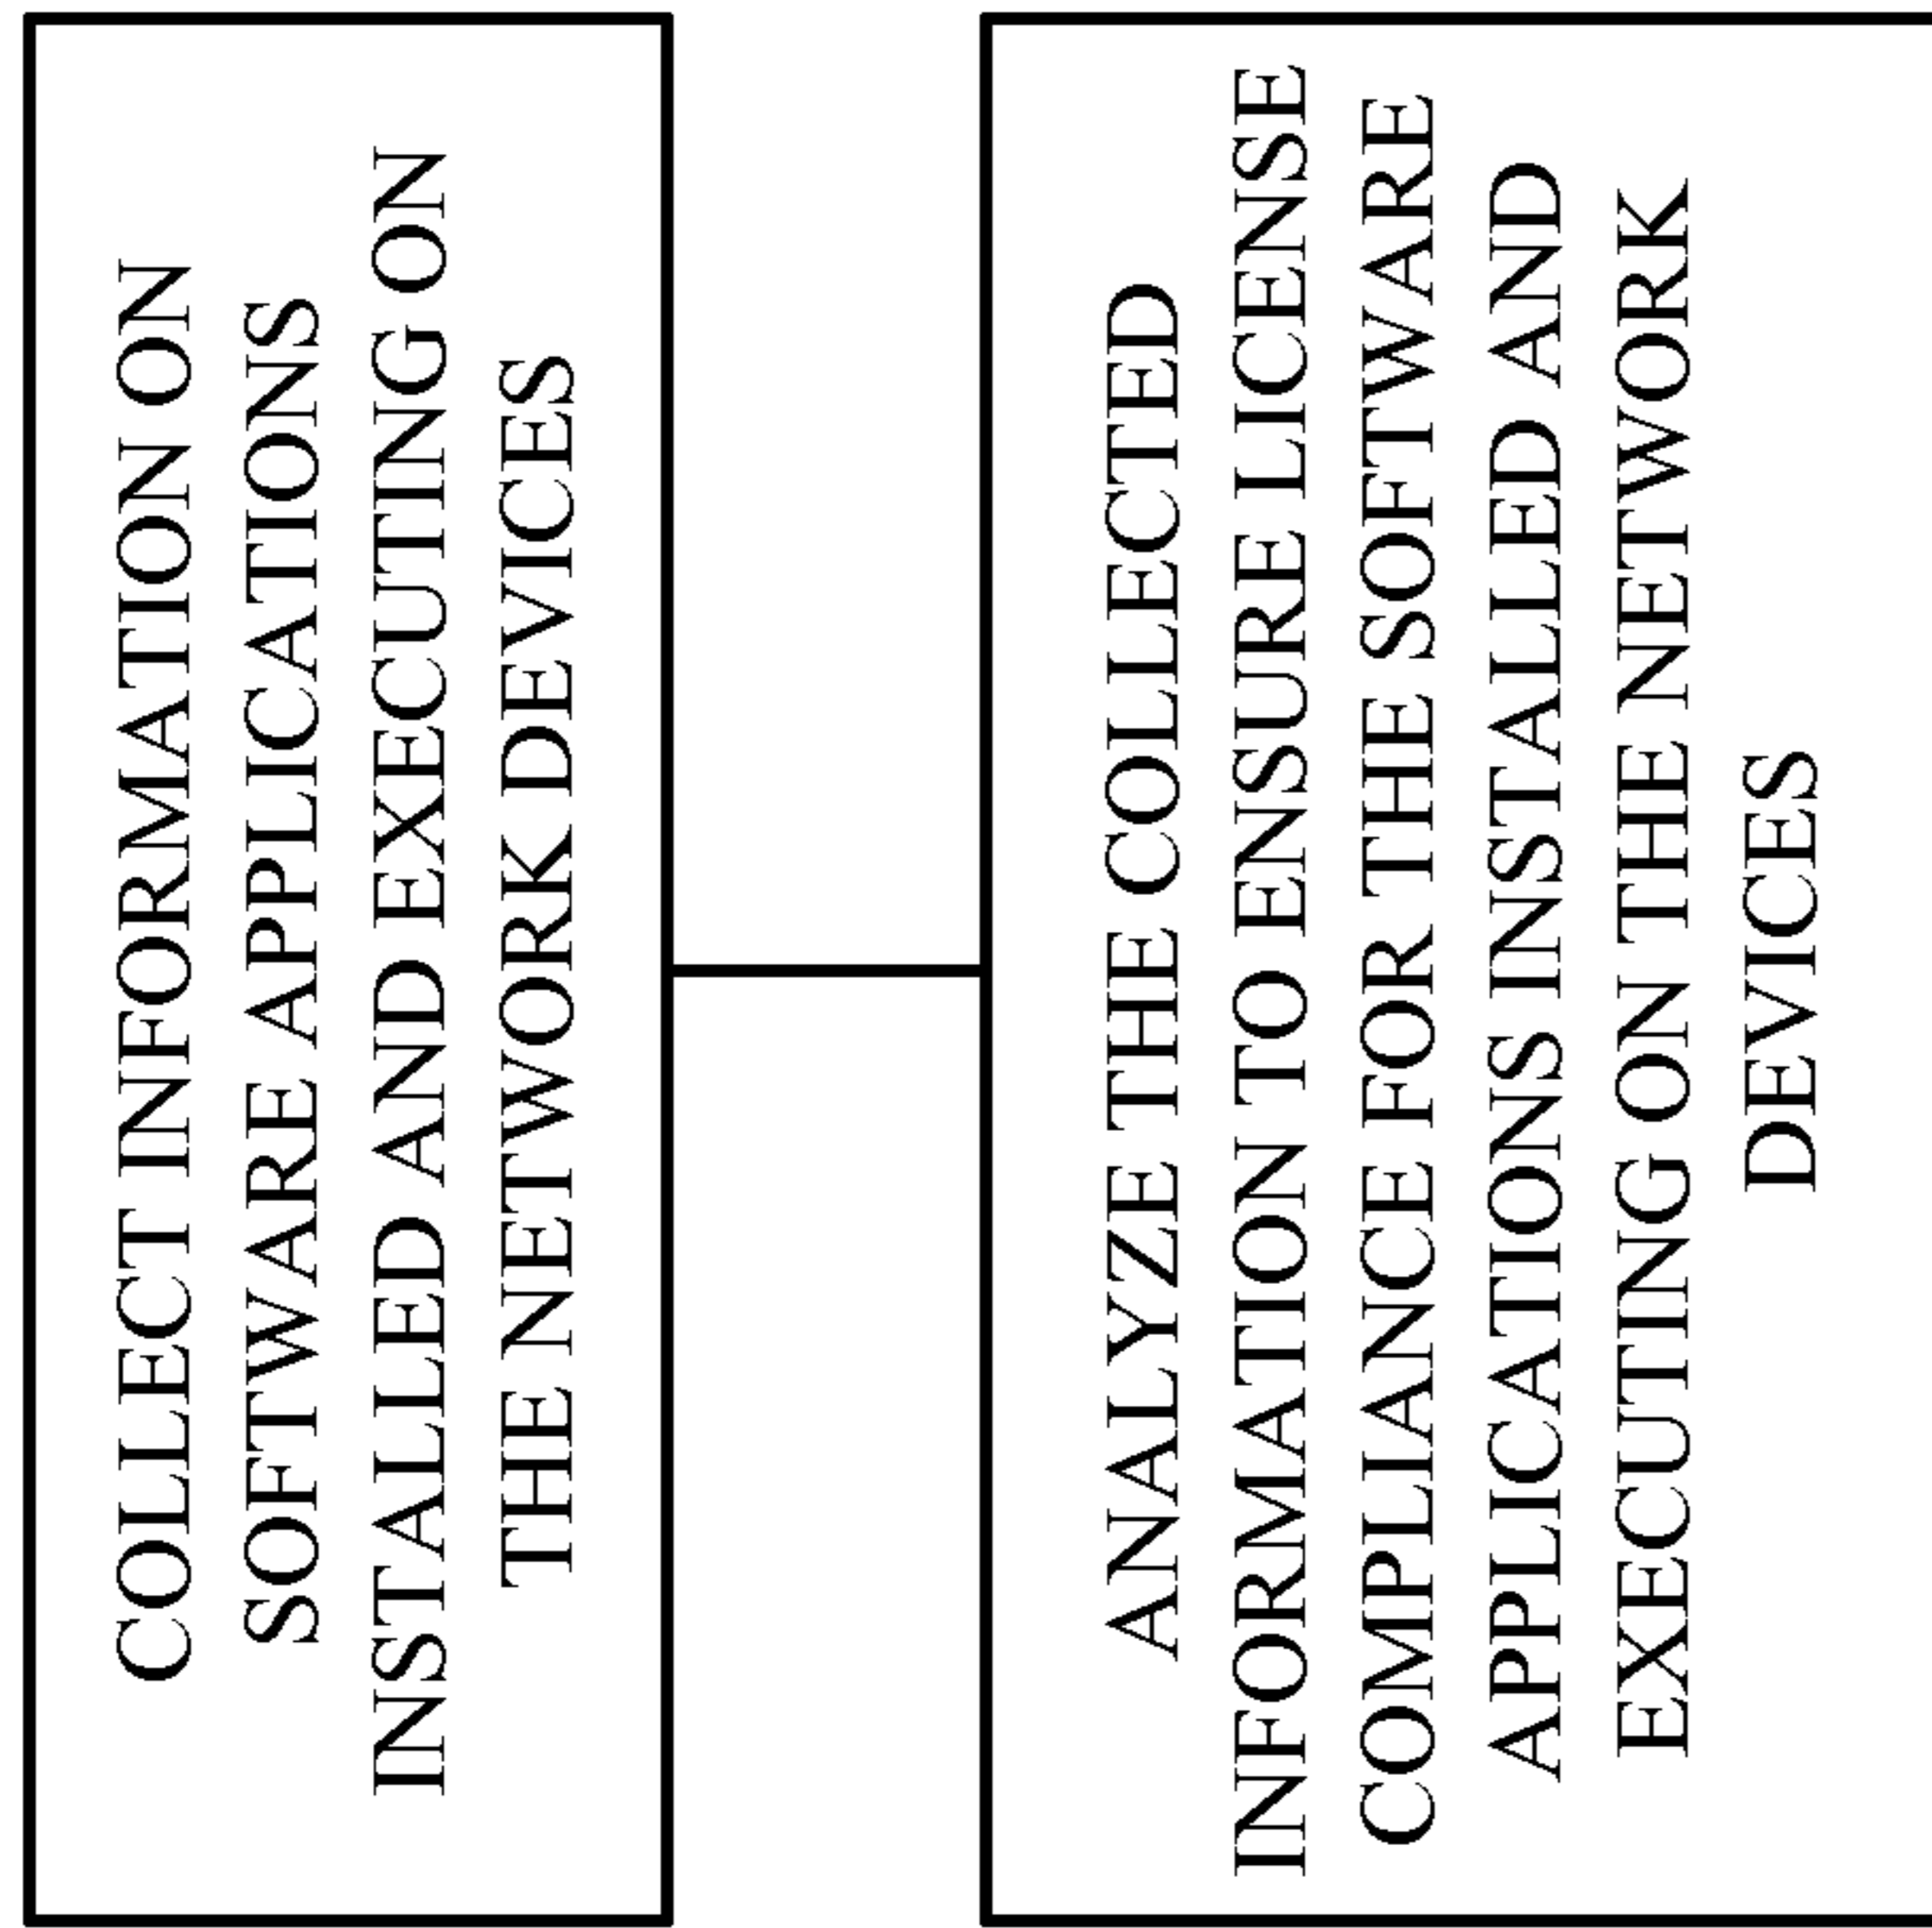 COLLECT INFORMATION ON
SOFTWARE APPLICATIONS
INSTALLED AND EXECUTING ON
THE NETWORK DEVICES
ANALYZE THE COLLECTED
INFORMATION TO ENSURE LICENSE
COMPLIANCE FOR THE SOFTWARE
APPLICATIONS INSTALLED AND
EXECUTING ON THE NETWORK
DEVICES